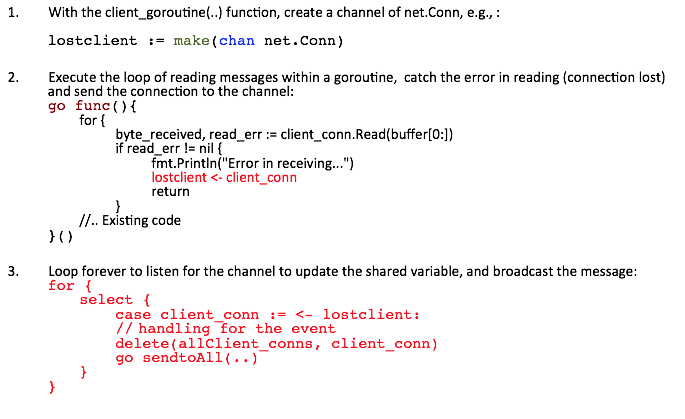 1. With the client_goroutine(..) function, create a channel of net.Conn, e.g., :
lostclient := make(chan net.Conn)
2. Execute the loop of reading messages within a goroutine, catch the error in reading (connection lost)
and send the connection to the channel:
go func(){
for {
byte_received, read_err := client_conn.Read(buffer[0:])
if read_err != nil {
fmt.Println("Error in receiving...")
lostclient <- client_conn
return
}
//.. Existing code
}()
3. Loop forever to listen for the channel to update the shared variable, and broadcast the message:
for {
select {
case client_conn := <- lostclient:
// handling for the event
delete(allClient_conns, client_conn)
go sendtoAll(..)
}
}